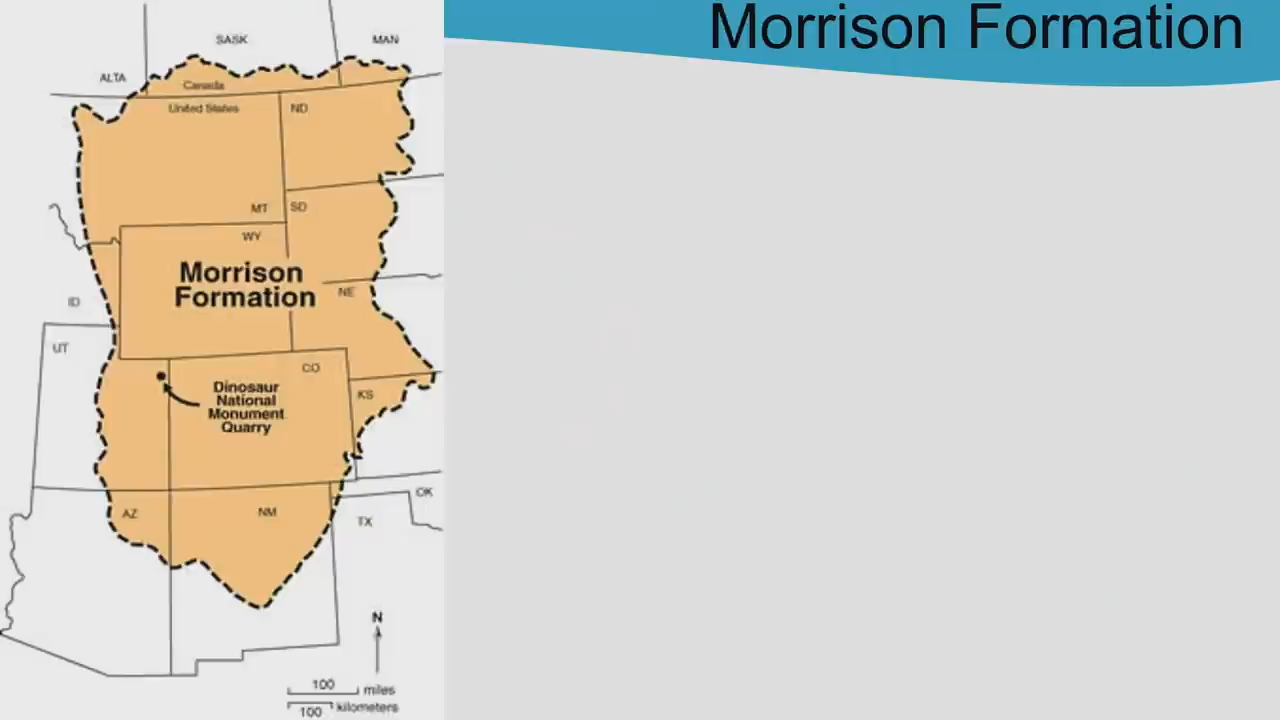 Morrison Formation
SASK
MAN
ALTA
Canada
United States
ND
MT
SD
WY
Morrison
Formation
NE
ID
UT
CO
Dinosaur
National
Monument
Quarry
KS
OK
AZ
NM
TX
N
100 miles
100 kilometers